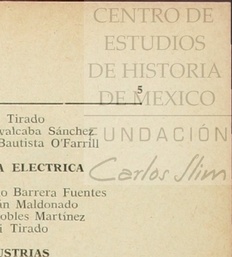 CENTRO DE
ESTUDIOS
DE HISTORIA
DE MEXICO
5
Tirado
valcaba Sánchez
Bautista O'Farrill
FUNDACIÓN
Carlos Slim
A ELECTRICA
o Barrera Fuentes
án Maldonado
obles Martínez
i Tirado
USTRIAS